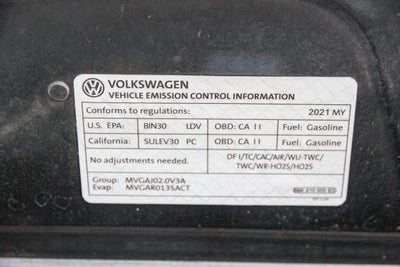 VOLKSWAGEN
VEHICLE EMISSION CONTROL INFORMATION
Conforms to regulations: 2021 MY
U.S. EPA: BIN30 LDV OBD: CA II Fuel: Gasoline
California: SULEV30 PC OBD: CA II Fuel: Gasoline
No adjustments needed.
DFI/TC/CAC/AIR/WU-TWC/
TWC/WR-HO2S/HO2S
Group: MVGAJ02.0V3A
Evap: MVGAR0135ACT